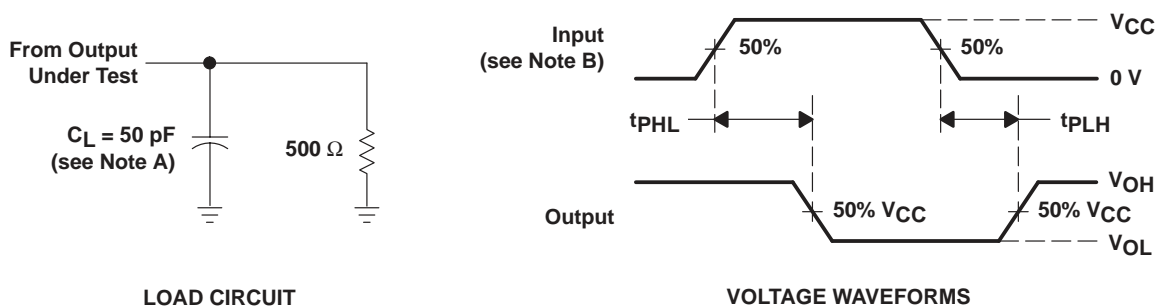 From Output
Under Test
CL = 50 pF
(see Note A)
500 Ω
LOAD CIRCUIT
Input
(see Note B)
50%
50%
VCC
0 V
tPHL
tPLH
Output
50% VCC
50% VCC
VOH
VOL
VOLTAGE WAVEFORMS